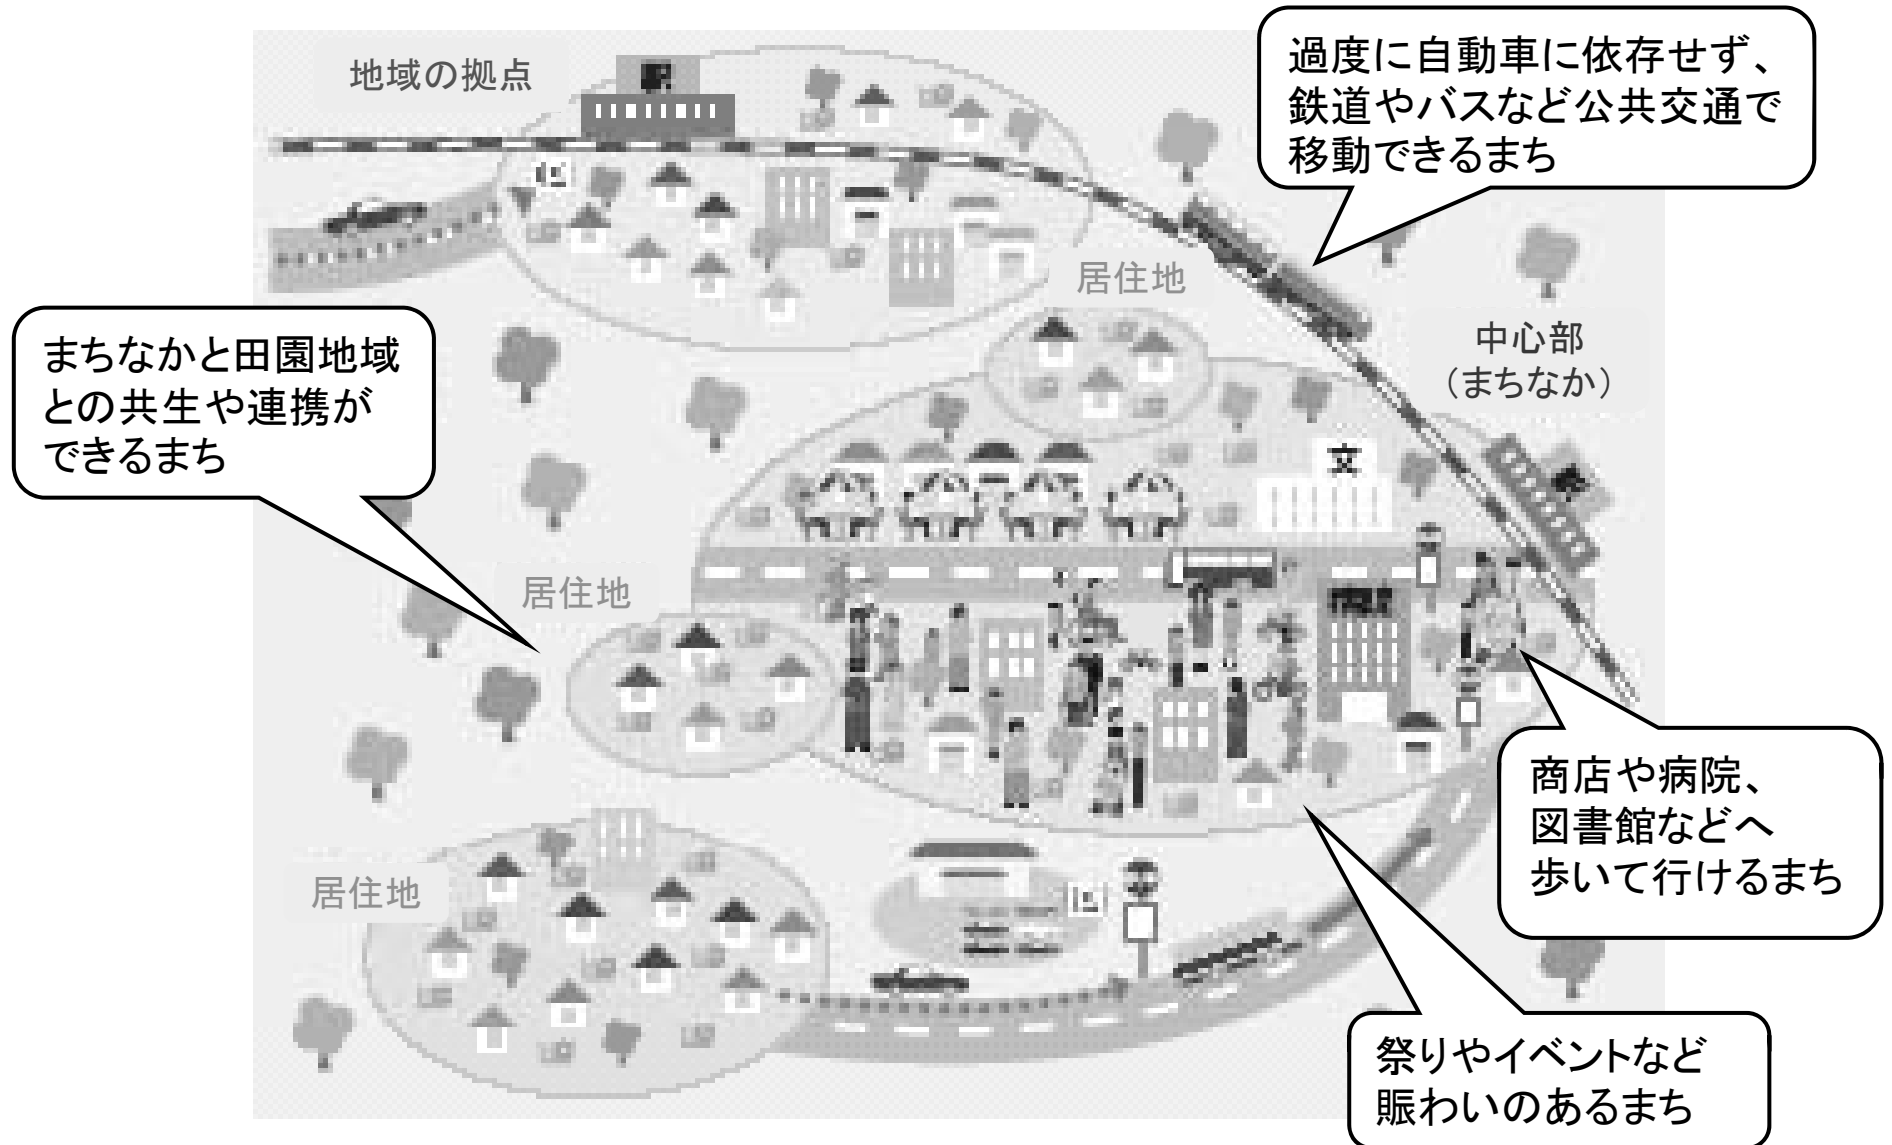 地域の拠点
駅
過度に自動車に依存せず、
鉄道やバスなど公共交通で
移動できるまち
居住地
中心部
（まちなか）
まちなかと田園地域
との共生や連携が
できるまち
文
居住地
商店や病院、
図書館などへ
歩いて行けるまち
居住地
祭りやイベントなど
賑わいのあるまち